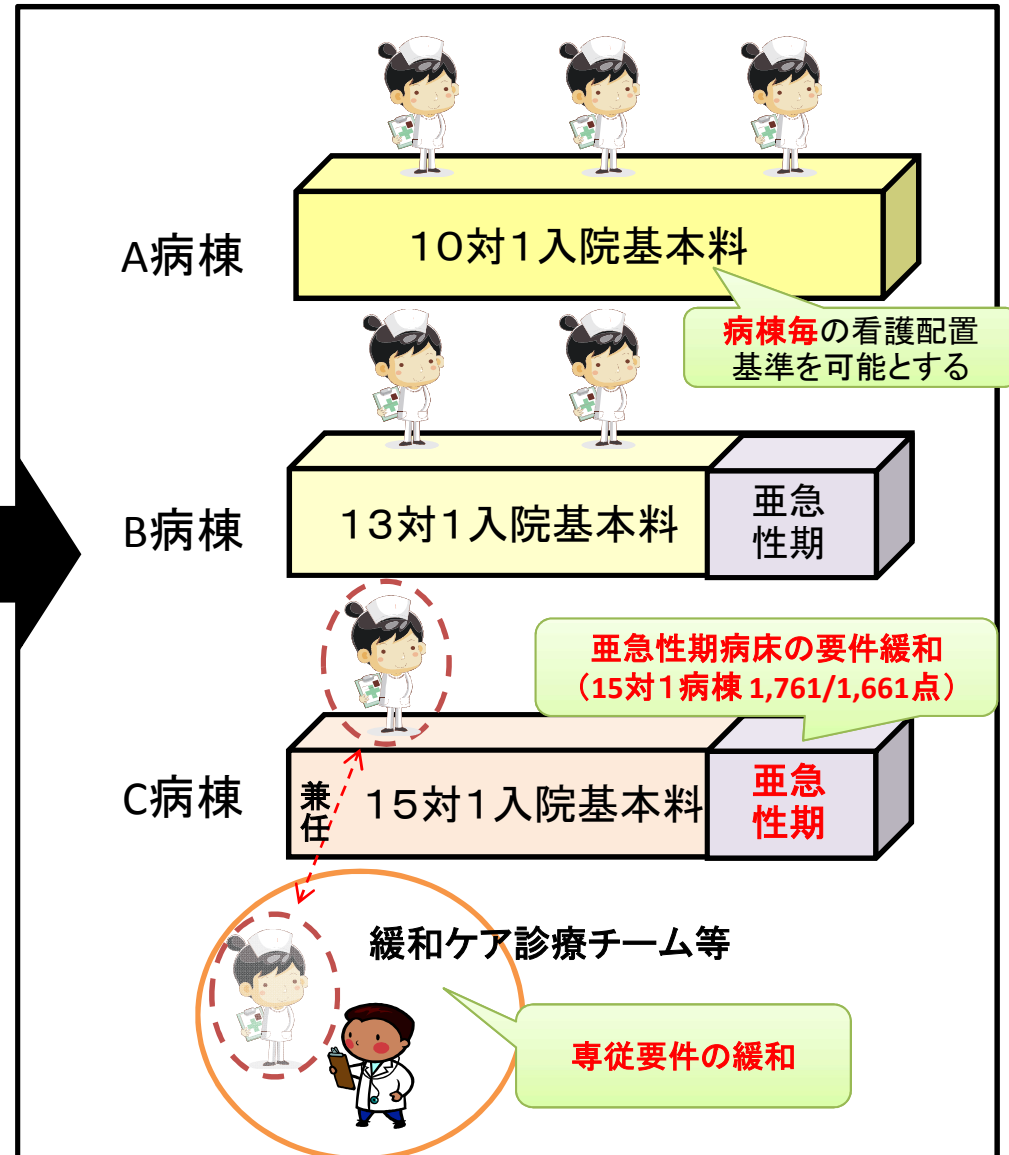 A病棟
10対1入院基本料
病棟毎の看護配置
基準を可能とする
B病棟
13対1入院基本料
亜急
性期
亜急性期病床の要件緩和
(15対1病棟 1,761/1,661点)
C病棟
兼
任
15対1入院基本料
亜急
性期
緩和ケア診療チーム等
専従要件の緩和